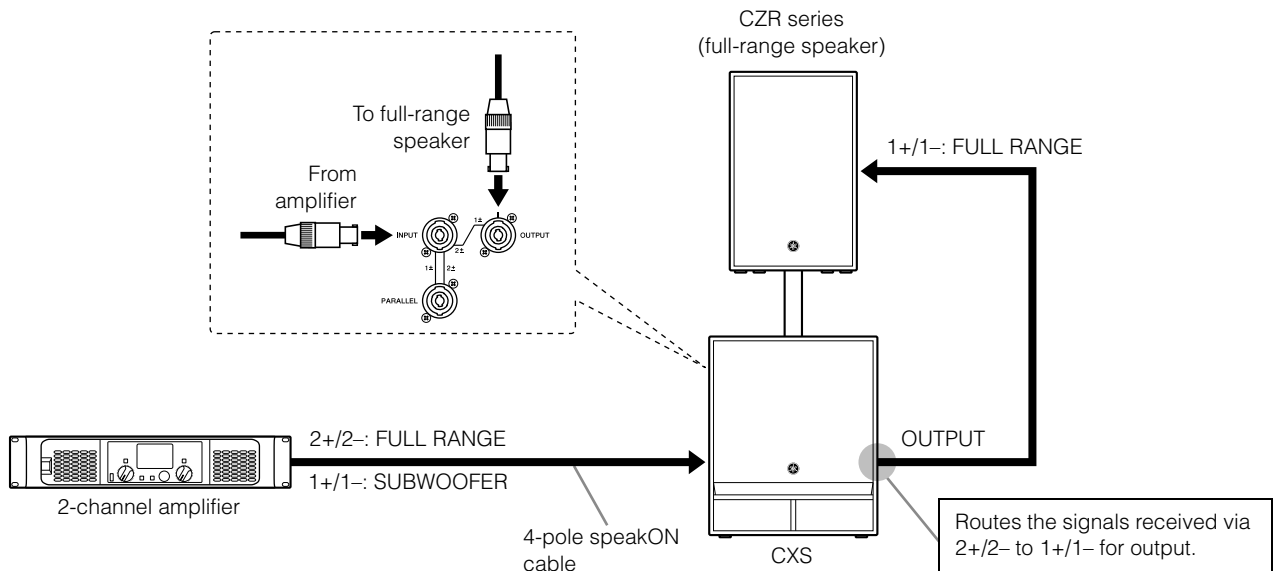 CZR series
(full-range speaker)
To full-range
speaker
From
amplifier
INPUT
1±
2±
OUTPUT
1±
2±
PARALLEL
1+/1–: FULL RANGE
2+/2–: FULL RANGE
1+/1–: SUBWOOFER
2-channel amplifier
4-pole speakON
cable
CXS
OUTPUT
Routes the signals received via
2+/2– to 1+/1– for output.